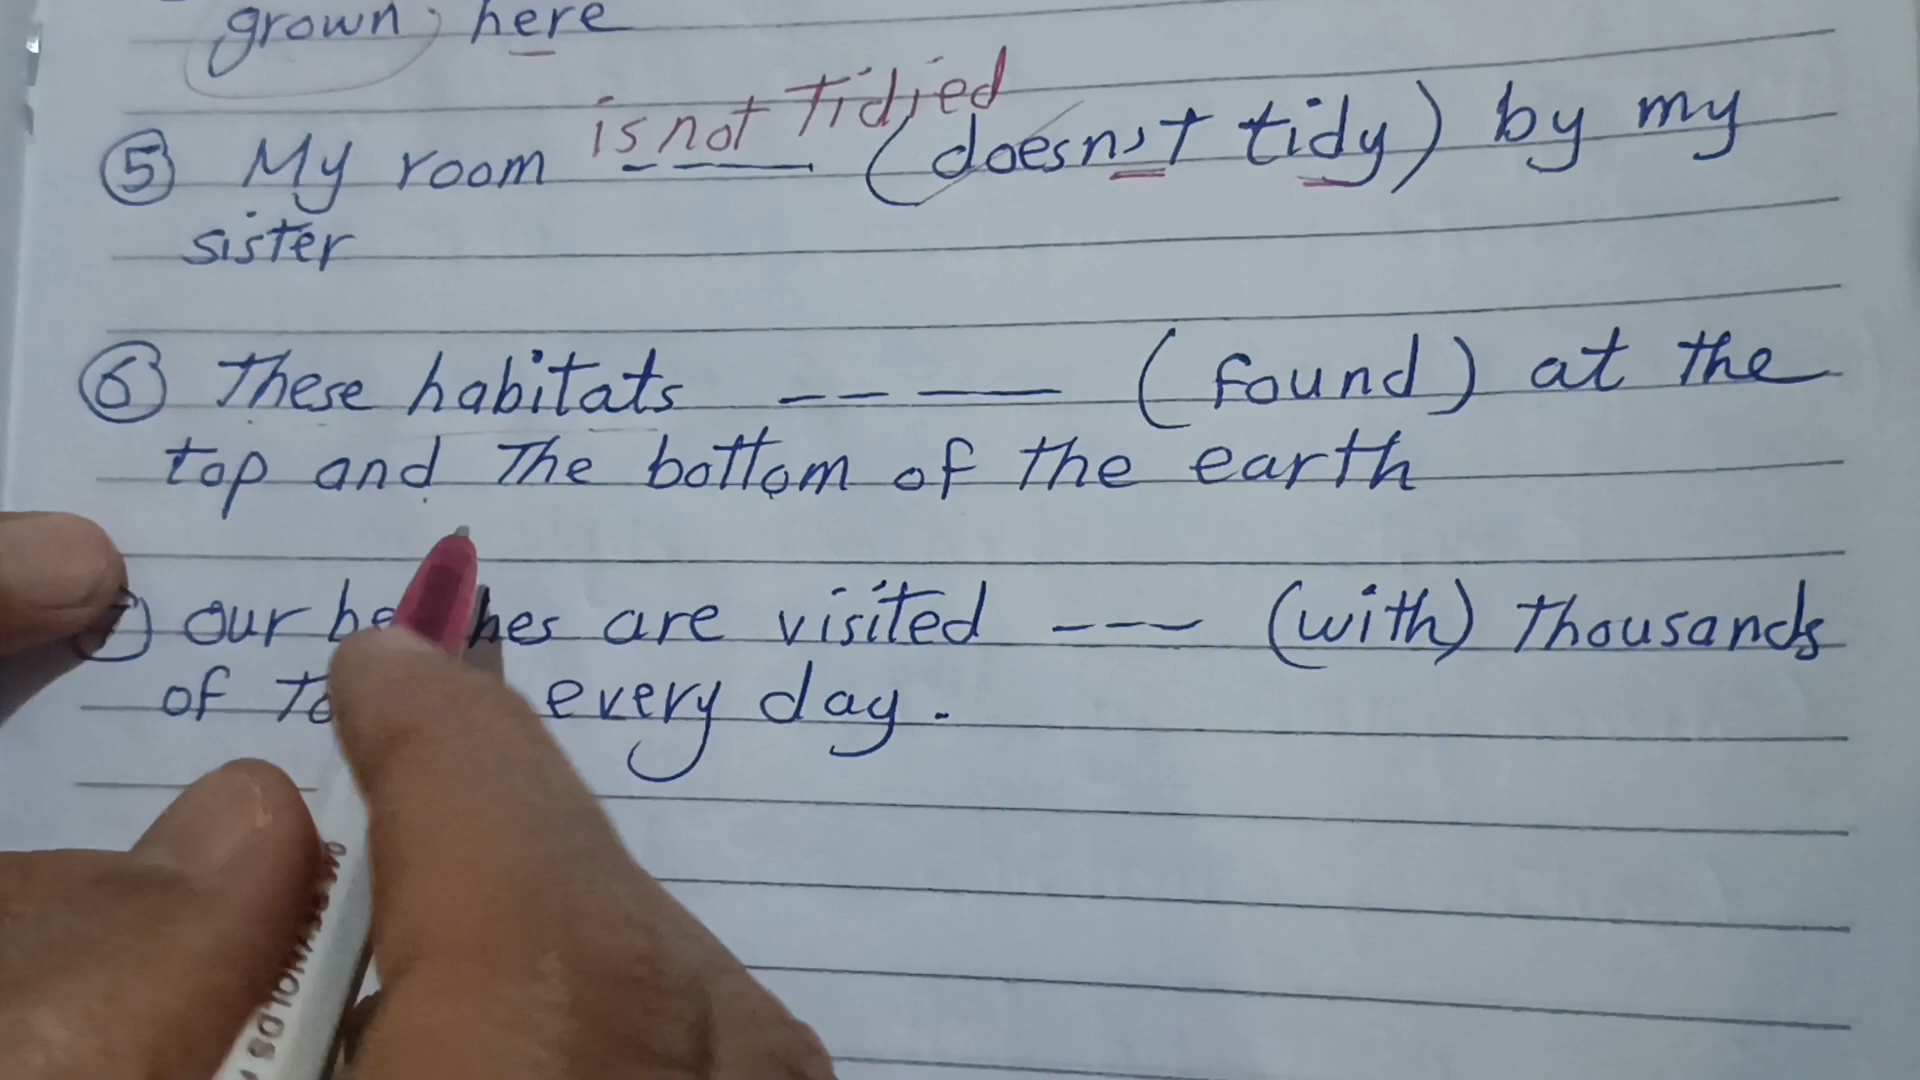 grown, here
is not Tidied
⑤ My room ----- (doesn't tidy) by my
sister
⑥ These habitats ----- (found) at the
top and The bottom of the earth
our are visited --- (with) Thousands
of every day.
REYNOLDS